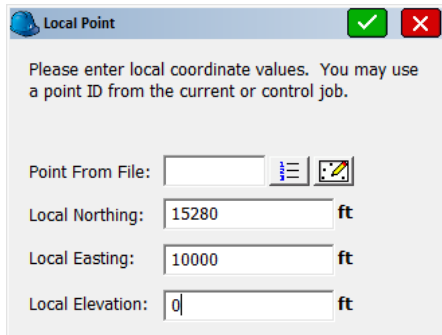 Local Point
Please enter local coordinate values. You may use
a point ID from the current or control job.
Point From File:
Local Northing: 15280 ft
Local Easting: 10000 ft
Local Elevation: 0 ft